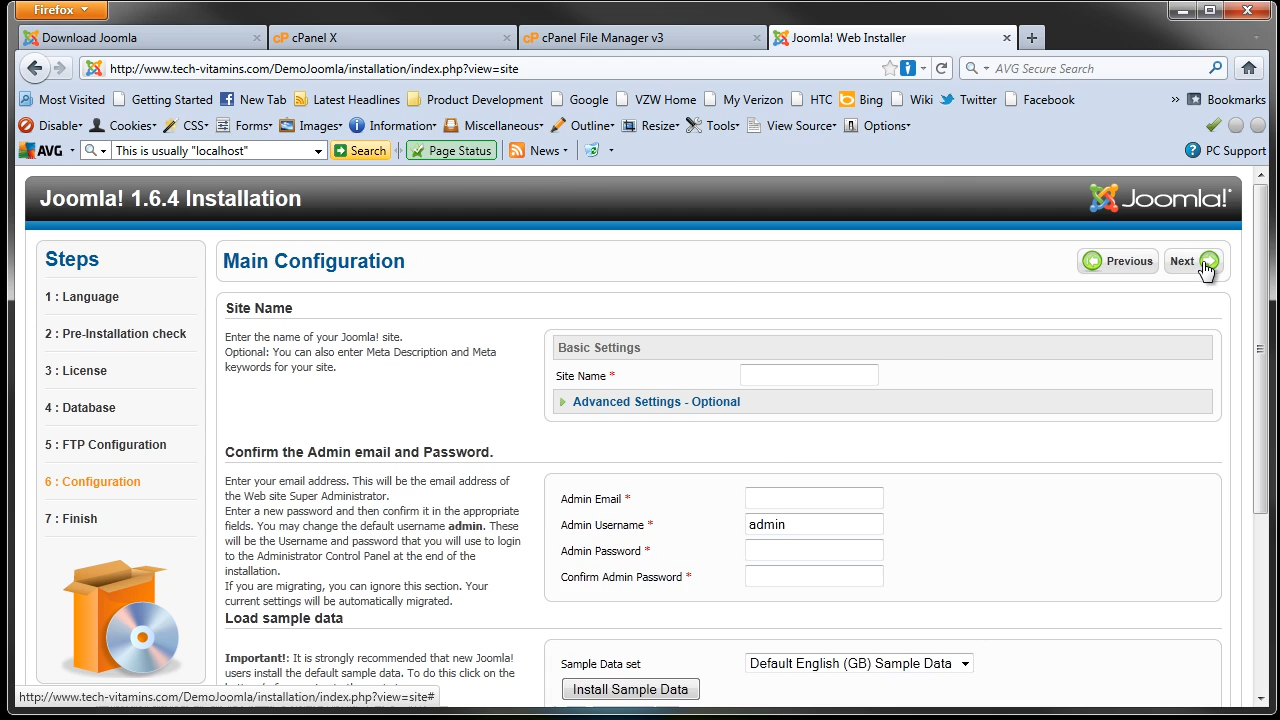 Firefox
Download Joomla
cPanel X
cPanel File Manager v3
Joomla! Web Installer
http://www.tech-vitamins.com/DemoJoomla/installation/index.php?view=site
AVG Secure Search
Most Visited Getting Started New Tab Latest Headlines Product Development Google VZW Home My Verizon HTC Bing Wiki Twitter Facebook » Bookmarks
Disable Cookies CSS Forms Images Information Miscellaneous Outline Resize Tools View Source Options
AVG This is usually "localhost" Search Page Status News PC Support
Joomla! 1.6.4 Installation
Joomla!
Steps
1 : Language
2 : Pre-Installation check
3 : License
4 : Database
5 : FTP Configuration
6 : Configuration
7 : Finish
Main Configuration
Previous
Next
Site Name
Enter the name of your Joomla! site.
Optional: You can also enter Meta Description and Meta
keywords for your site.
Basic Settings
Site Name *
Advanced Settings - Optional
Confirm the Admin email and Password.
Enter your email address. This will be the email address of
the Web site Super Administrator.
Enter a new password and then confirm it in the appropriate
fields. You may change the default username admin. These
will be the Username and password that you will use to login
to the Administrator Control Panel at the end of the
installation.
If you are migrating, you can ignore this section. Your
current settings will be automatically migrated.
Admin Email *
Admin Username * admin
Admin Password *
Confirm Admin Password *
Load sample data
Important!: It is strongly recommended that new Joomla!
users install the default sample data. To do this click on the
Sample Data set Default English (GB) Sample Data
Install Sample Data
http://www.tech-vitamins.com/DemoJoomla/installation/index.php?view=site#